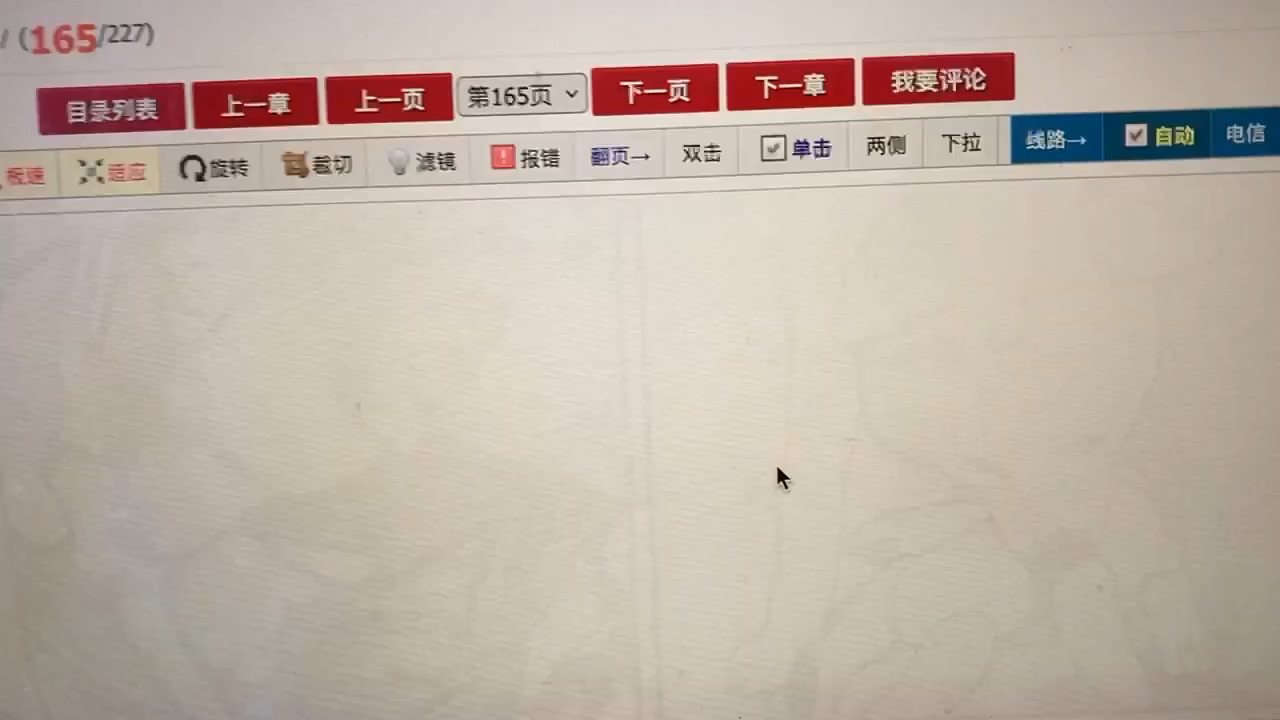 / (165/227)
目录列表 上一章 上一页 第165页 下一页 下一章 我要评论
极速 适应 旋转 裁切 滤镜 报错 翻页→ 双击 单击 两侧 下拉 线路→ 自动 电信